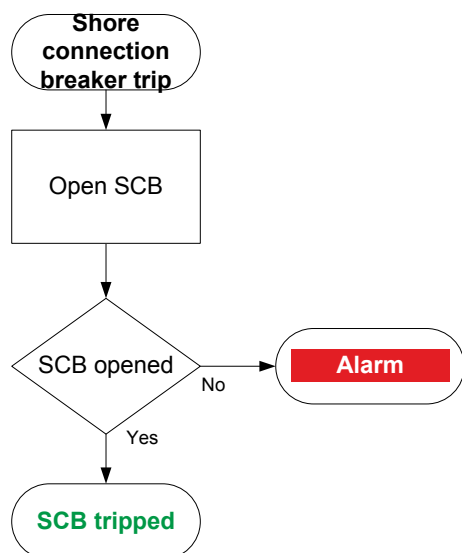 Shore
connection
breaker trip
Open SCB
SCB opened
Alarm
No
Yes
SCB tripped